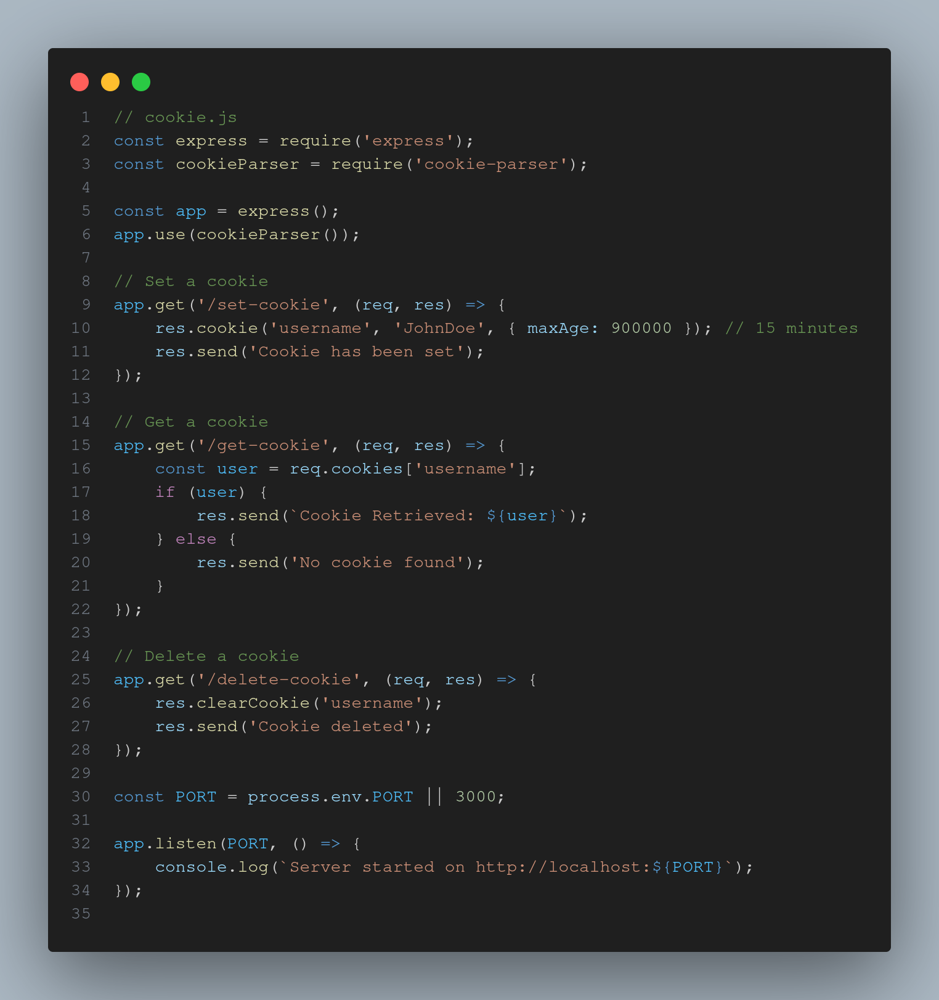 1 // cookie.js
2 const express = require('express');
3 const cookieParser = require('cookie-parser');
4
5 const app = express();
6 app.use(cookieParser());
7
8 // Set a cookie
9 app.get('/set-cookie', (req, res) => {
10     res.cookie('username', 'JohnDoe', { maxAge: 900000 }); // 15 minutes
11     res.send('Cookie has been set');
12 });
13
14 // Get a cookie
15 app.get('/get-cookie', (req, res) => {
16     const user = req.cookies['username'];
17     if (user) {
18         res.send(`Cookie Retrieved: ${user}`);
19     } else {
20         res.send('No cookie found');
21     }
22 });
23
24 // Delete a cookie
25 app.get('/delete-cookie', (req, res) => {
26     res.clearCookie('username');
27     res.send('Cookie deleted');
28 });
29
30 const PORT = process.env.PORT || 3000;
31
32 app.listen(PORT, () => {
33     console.log(`Server started on http://localhost:${PORT}`);
34 });
35